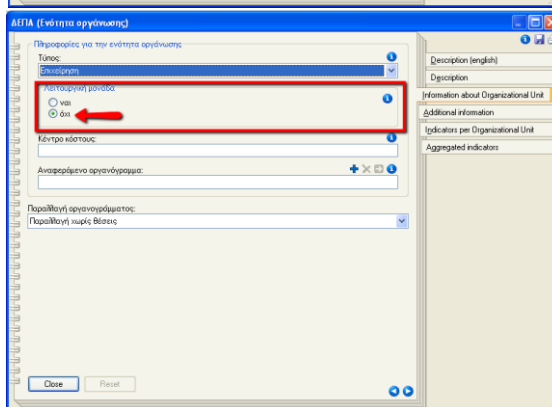 ΔΕΠΑ (Ενότητα οργάνωσης)
Πληροφορίες για την ενότητα οργάνωσης
Τύπος:
Επιχείρηση
Λειτουργική μονάδα
ναι
όχι
Κέντρο κόστους:
Αναφερόμενο οργανόγραμμα:
Παραλλαγή οργανογράμματος:
Παραλλαγή χωρίς θέσεις
Close
Reset
Description (english)
Description
Information about Organizational Unit
Additional information
Indicators per Organizational Unit
Aggregated indicators